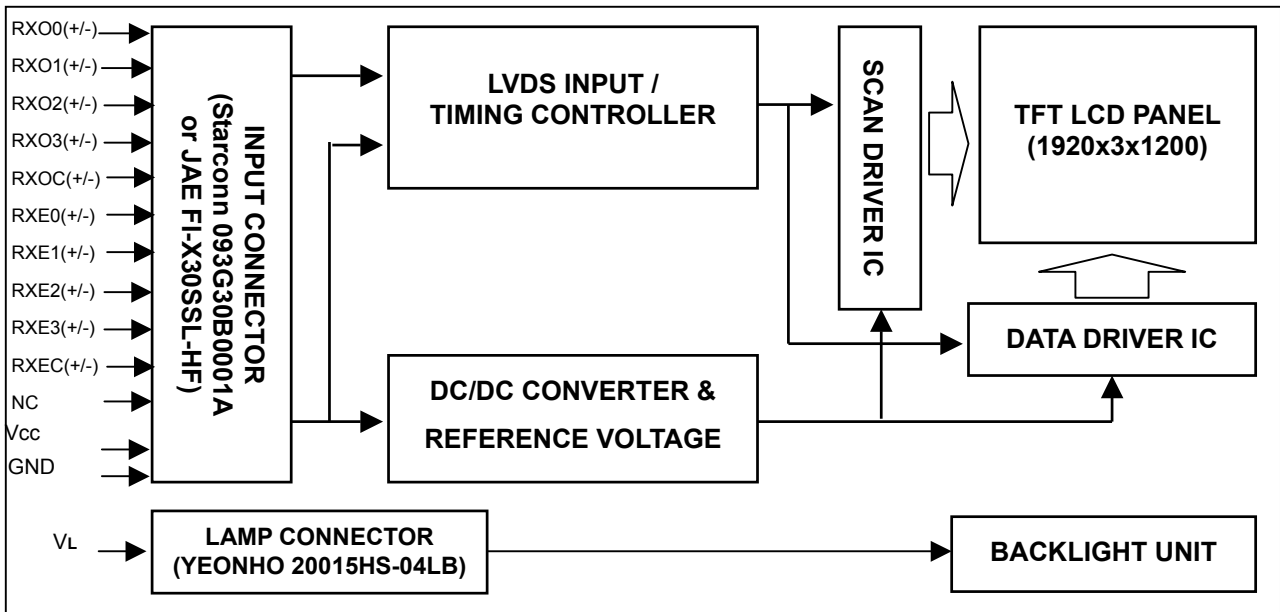 RXO0(+/-)
RXO1(+/-)
RXO2(+/-)
RXO3(+/-)
RXOC(+/-)
RXE0(+/-)
RXE1(+/-)
RXE2(+/-)
RXE3(+/-)
RXEC(+/-)
NC
Vcc
GND
VL
INPUT CONNECTOR
(Starconn 093G30B0001A
or JAE FI-X30SSL-HF)
LVDS INPUT /
TIMING CONTROLLER
DC/DC CONVERTER &
REFERENCE VOLTAGE
SCAN DRIVER IC
TFT LCD PANEL
(1920x3x1200)
DATA DRIVER IC
LAMP CONNECTOR
(YEONHO 20015HS-04LB)
BACKLIGHT UNIT